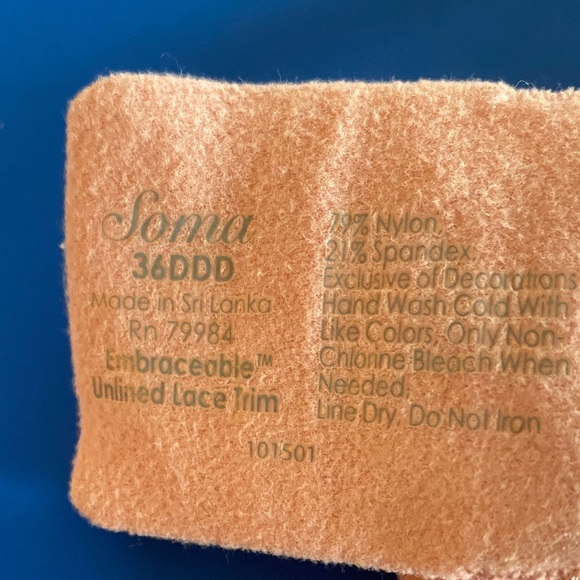 Soma
36DDD
Made in Sri Lanka
Rn 79984
Embraceable™
Unlined Lace Trim
101501
79% Nylon,
21% Spandex,
Exclusive of Decorations
Hand Wash Cold With
Like Colors, Only Non-
Chlorine Bleach When
Needed,
Line Dry, Do Not Iron